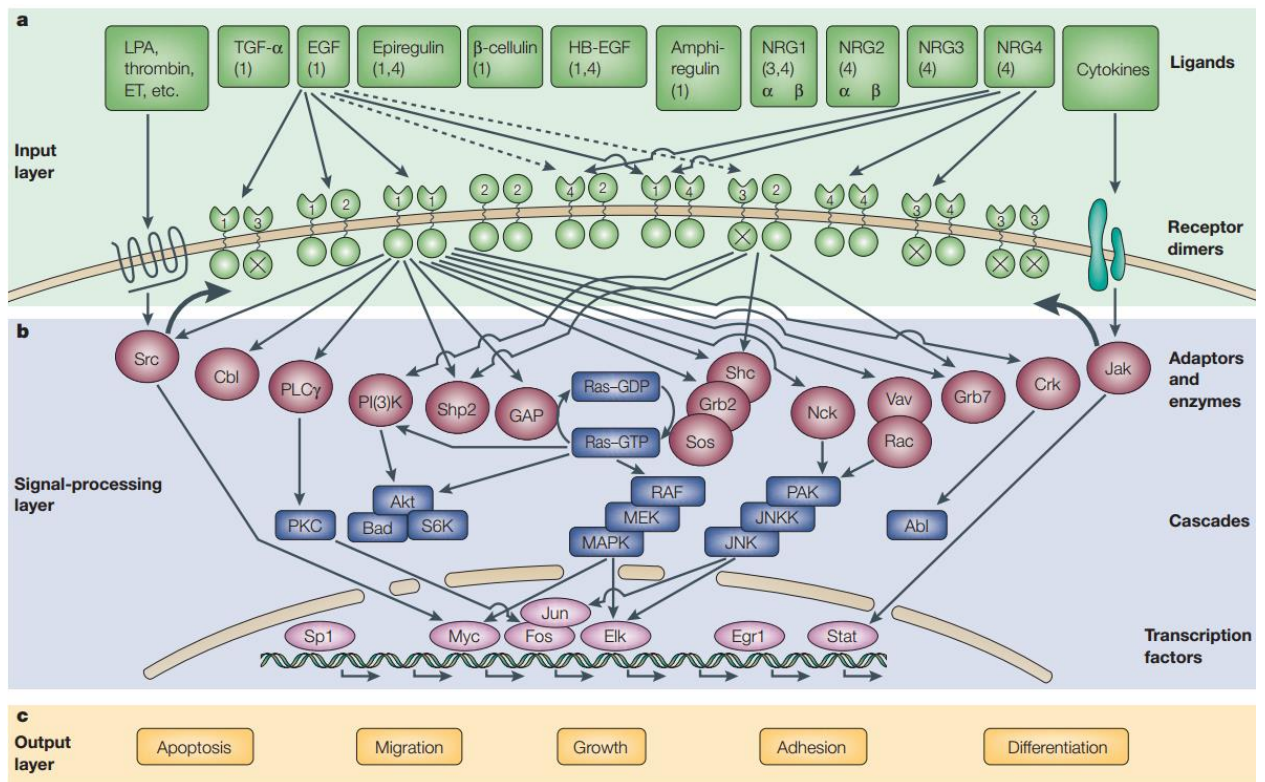 a
LPA,
thrombin,
ET, etc.
TGF-α
(1)
EGF
(1)
Epiregulin
(1,4)
β-cellulin
(1)
HB-EGF
(1,4)
Amphi-
regulin
(1)
NRG1
(3,4)
α β
NRG2
(4)
α β
NRG3
(4)
NRG4
(4)
Cytokines
Ligands
Input
layer
1 3
1 2
1 1
2 2
4 2
1 4
3 2
4 4
3 4
3 3
Receptor
dimers
b
Src
Cbl
PLCγ
PI(3)K
Shp2
GAP
Ras–GDP
Ras–GTP
Shc
Grb2
Sos
Nck
Vav
Rac
Grb7
Crk
Jak
Adaptors
and
enzymes
Signal-processing
layer
PKC
Akt
Bad
S6K
RAF
MEK
MAPK
PAK
JNKK
JNK
Abl
Cascades
Sp1
Myc
Jun
Fos
Elk
Egr1
Stat
Transcription
factors
c
Output
layer
Apoptosis
Migration
Growth
Adhesion
Differentiation